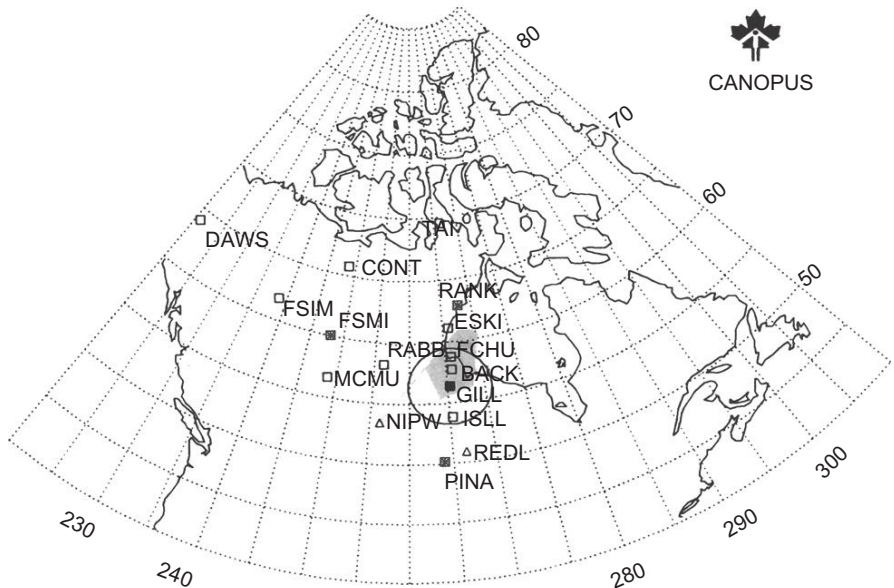 80
CANOPUS
70
60
TAI
DAWS
CONT
50
RANK
FSIM
FSMI
ESKI
RABB
FCHU
MCMU
BACK
GILL
NIPW
ISLL
REDL
300
PINA
230
290
240
280